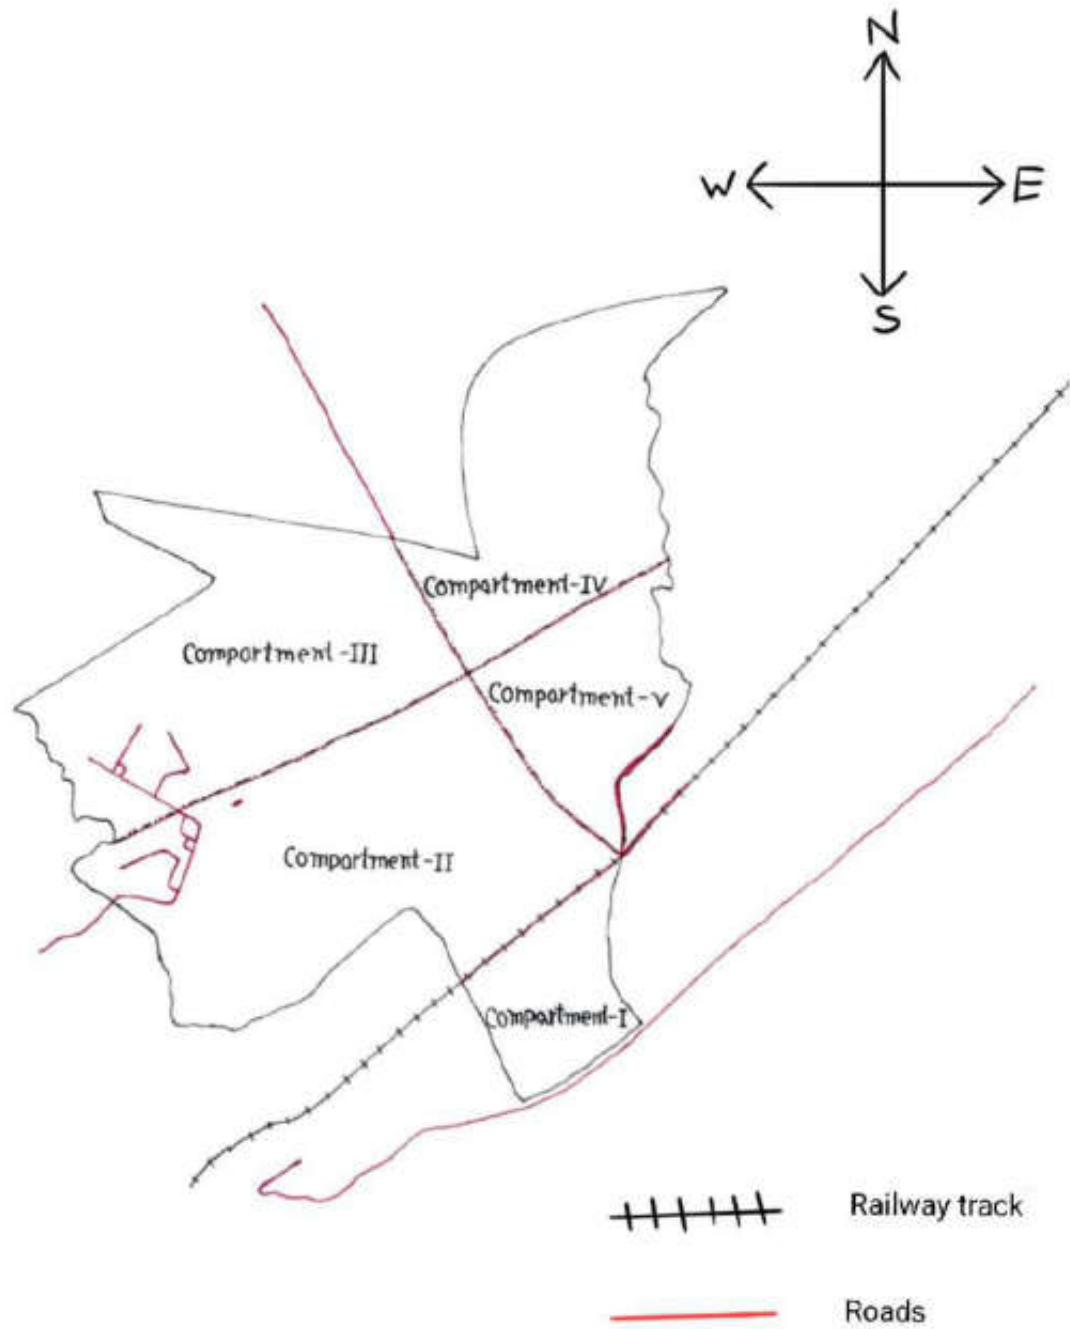 N
W E
S
Compartment-IV
Compartment-III
Compartment-V
Compartment-II
Compartment-I
Railway track
Roads